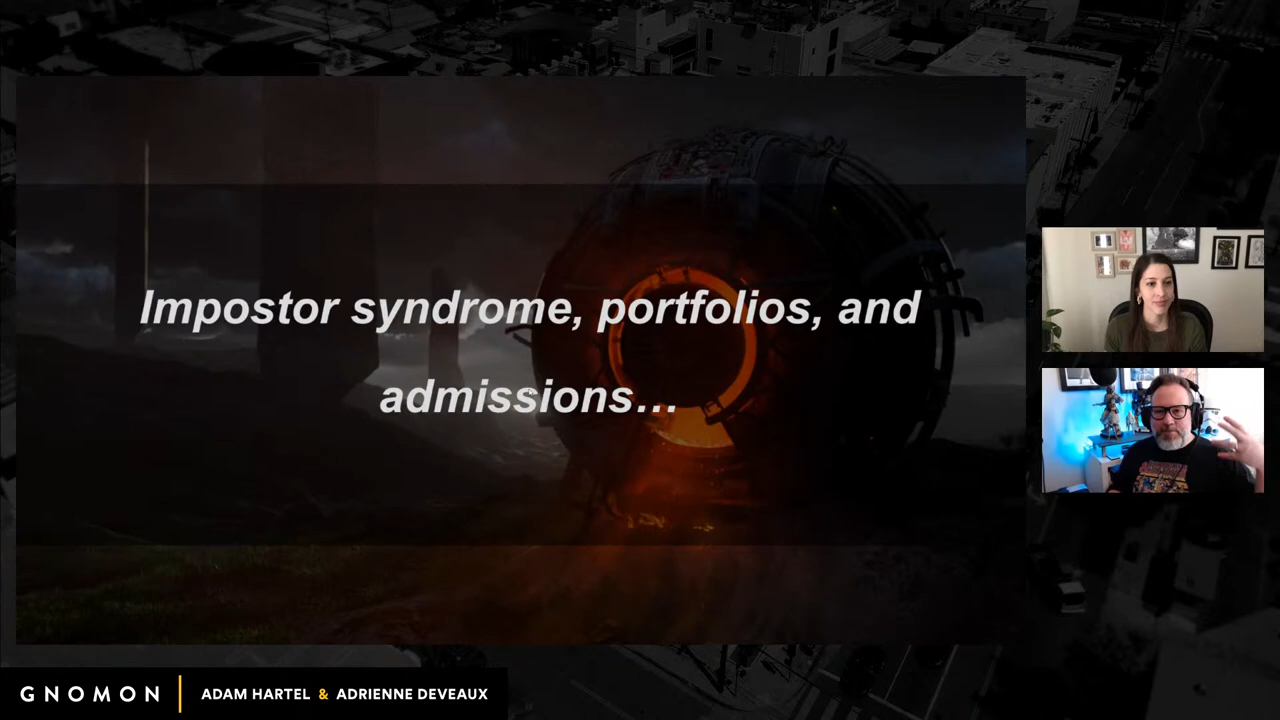 Impostor syndrome, portfolios, and
admissions…
GNOMON
ADAM HARTEL & ADRIENNE DEVEAUX